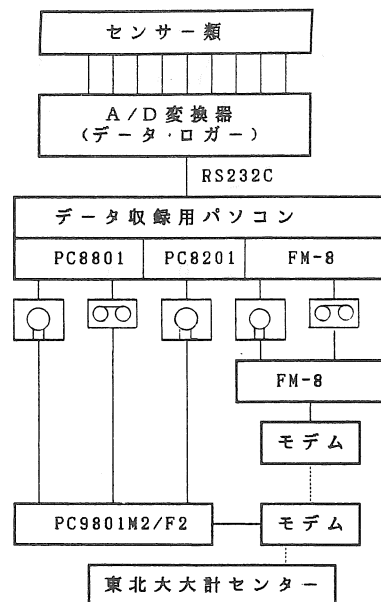 センサー類
A/D変換器
(データ・ロガー)
RS232C
データ収録用パソコン
PC8801 PC8201 FM-8
FM-8
モデム
PC9801M2/F2 モデム
東北大大計センター